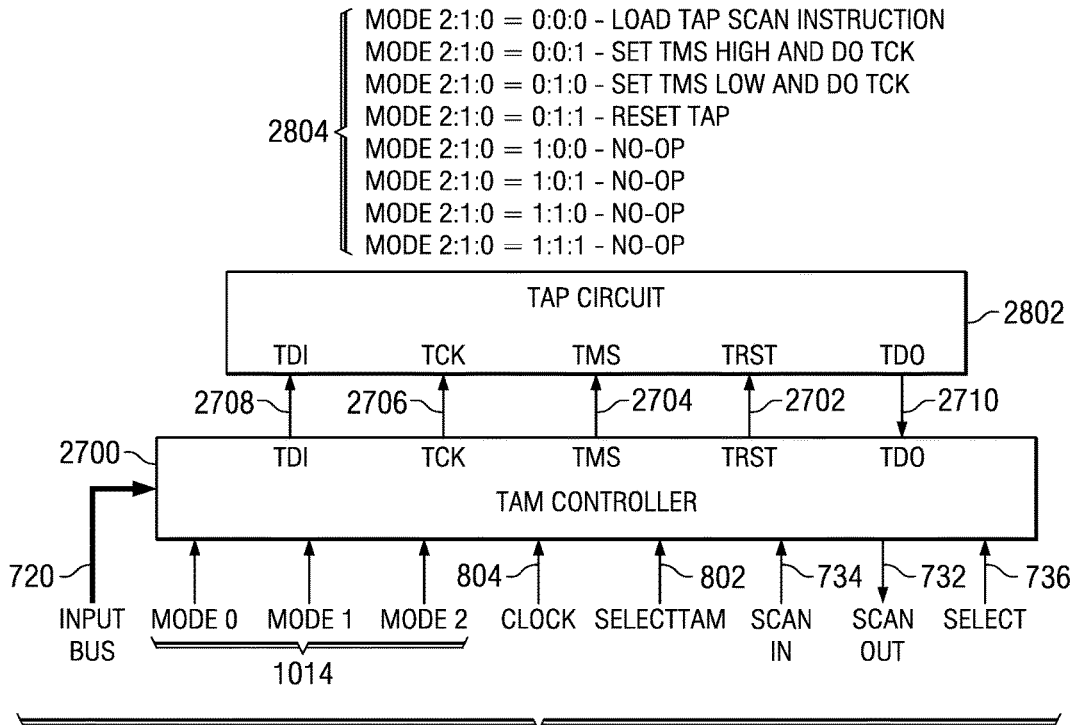 MODE 2:1:0 = 0:0:0 - LOAD TAP SCAN INSTRUCTION
MODE 2:1:0 = 0:0:1 - SET TMS HIGH AND DO TCK
MODE 2:1:0 = 0:1:0 - SET TMS LOW AND DO TCK
MODE 2:1:0 = 0:1:1 - RESET TAP
2804
MODE 2:1:0 = 1:0:0 - NO-OP
MODE 2:1:0 = 1:0:1 - NO-OP
MODE 2:1:0 = 1:1:0 - NO-OP
MODE 2:1:0 = 1:1:1 - NO-OP
TAP CIRCUIT
2802
TDI TCK TMS TRST TDO
2708 2706 2704 2702 2710
2700
TDI TCK TMS TRST TDO
TAM CONTROLLER
720 804 802 734 732 736
INPUT MODE 0 MODE 1 MODE 2 CLOCK SELECTTAM SCAN SCAN SELECT
BUS IN OUT
1014